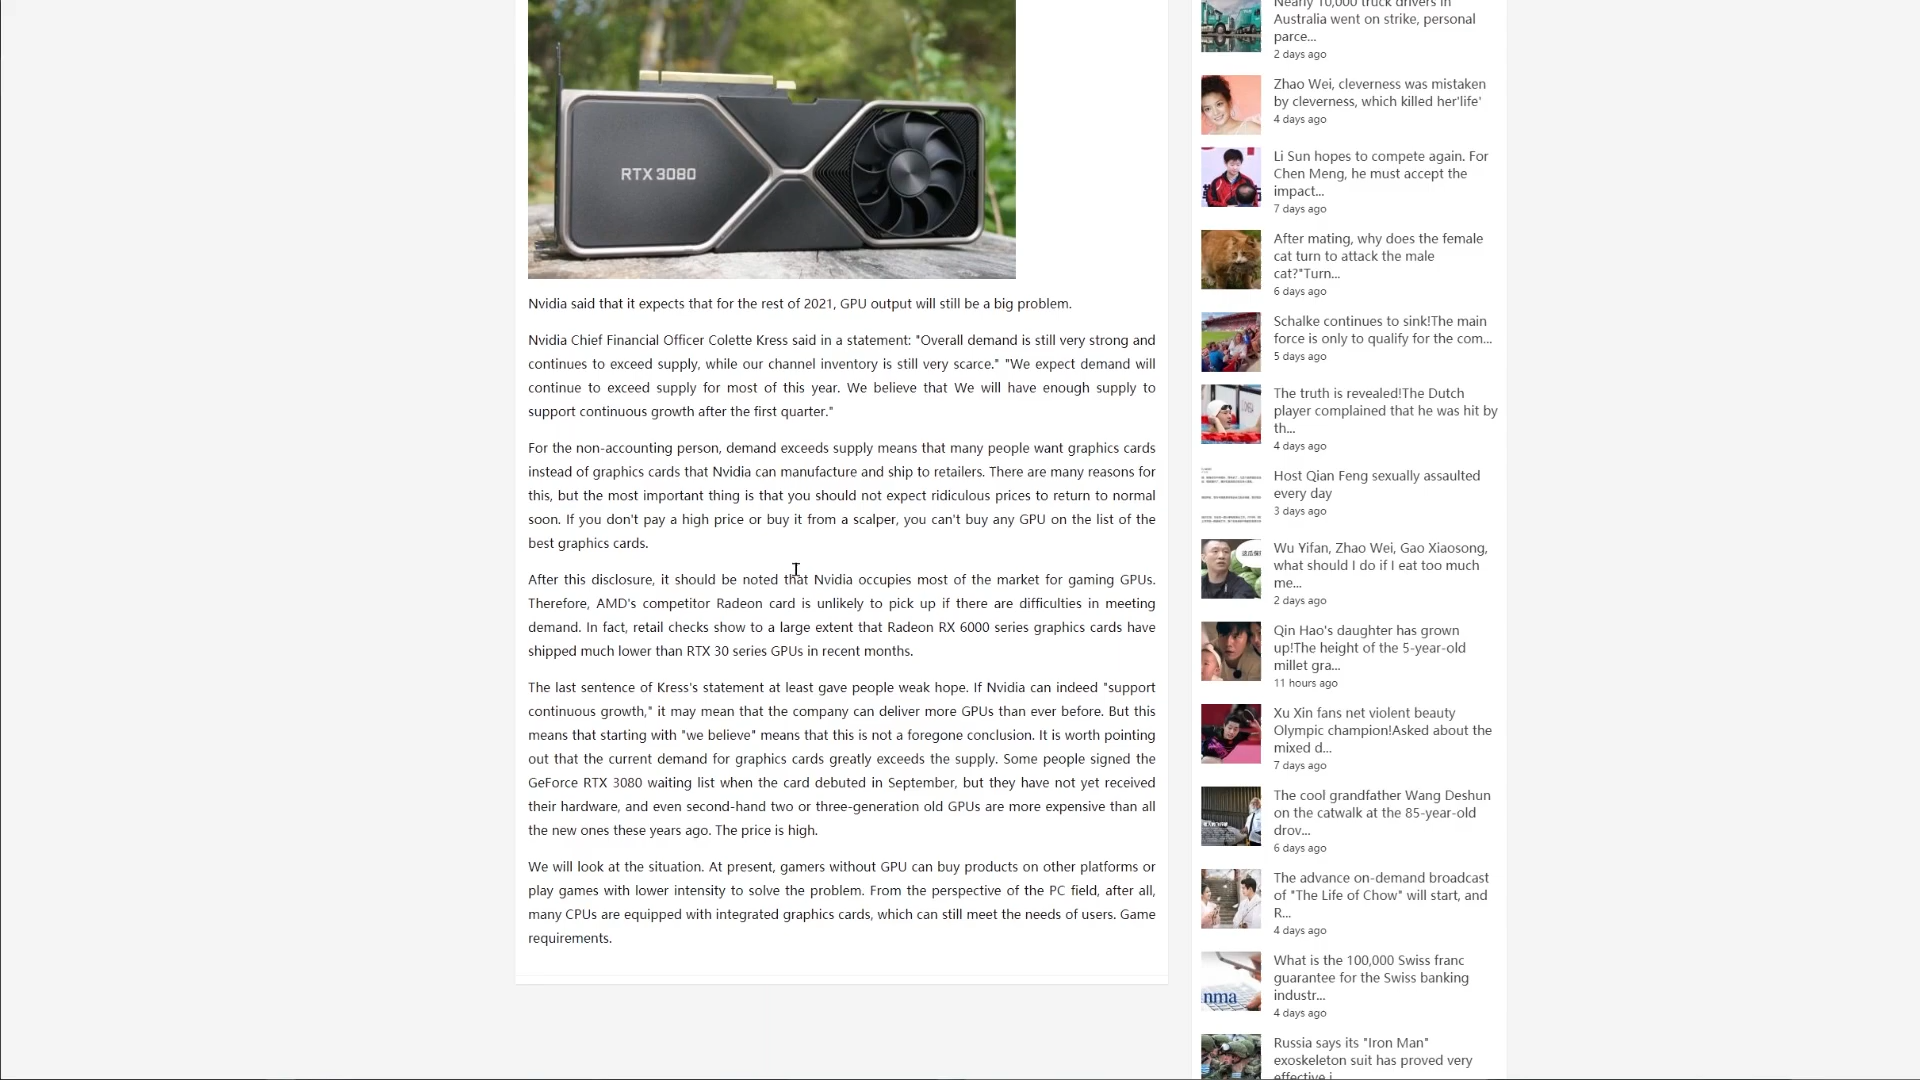 RTX 3080
Nvidia said that it expects that for the rest of 2021, GPU output will still be a big problem.
Nvidia Chief Financial Officer Colette Kress said in a statement: "Overall demand is still very strong and
continues to exceed supply, while our channel inventory is still very scarce." "We expect demand will
continue to exceed supply for most of this year. We believe that We will have enough supply to
support continuous growth after the first quarter."
For the non-accounting person, demand exceeds supply means that many people want graphics cards
instead of graphics cards that Nvidia can manufacture and ship to retailers. There are many reasons for
this, but the most important thing is that you should not expect ridiculous prices to return to normal
soon. If you don't pay a high price or buy it from a scalper, you can't buy any GPU on the list of the
best graphics cards.
After this disclosure, it should be noted that Nvidia occupies most of the market for gaming GPUs.
Therefore, AMD's competitor Radeon card is unlikely to pick up if there are difficulties in meeting
demand. In fact, retail checks show to a large extent that Radeon RX 6000 series graphics cards have
shipped much lower than RTX 30 series GPUs in recent months.
The last sentence of Kress's statement at least gave people weak hope. If Nvidia can indeed "support
continuous growth," it may mean that the company can deliver more GPUs than ever before. But this
means that starting with "we believe" means that this is not a foregone conclusion. It is worth pointing
out that the current demand for graphics cards greatly exceeds the supply. Some people signed the
GeForce RTX 3080 waiting list when the card debuted in September, but they have not yet received
their hardware, and even second-hand two or three-generation old GPUs are more expensive than all
the new ones these years ago. The price is high.
We will look at the situation. At present, gamers without GPU can buy products on other platforms or
play games with lower intensity to solve the problem. From the perspective of the PC field, after all,
many CPUs are equipped with integrated graphics cards, which can still meet the needs of users. Game
requirements.
Nearly 10,000 truck drivers in
Australia went on strike, personal
parce...
2 days ago
Zhao Wei, cleverness was mistaken
by cleverness, which killed her'life'
4 days ago
Li Sun hopes to compete again. For
Chen Meng, he must accept the
impact...
7 days ago
After mating, why does the female
cat turn to attack the male
cat?"Turn...
6 days ago
Schalke continues to sink!The main
force is only to qualify for the com...
5 days ago
The truth is revealed!The Dutch
player complained that he was hit by
th...
4 days ago
Host Qian Feng sexually assaulted
every day
3 days ago
Wu Yifan, Zhao Wei, Gao Xiaosong,
what should I do if I eat too much
me...
2 days ago
Qin Hao's daughter has grown
up!The height of the 5-year-old
millet gra...
11 hours ago
Xu Xin fans net violent beauty
Olympic champion!Asked about the
mixed d...
7 days ago
The cool grandfather Wang Deshun
on the catwalk at the 85-year-old
drov...
6 days ago
The advance on-demand broadcast
of "The Life of Chow" will start, and
R...
4 days ago
nma
What is the 100,000 Swiss franc
guarantee for the Swiss banking
industr...
4 days ago
Russia says its "Iron Man"
exoskeleton suit has proved very
effective i